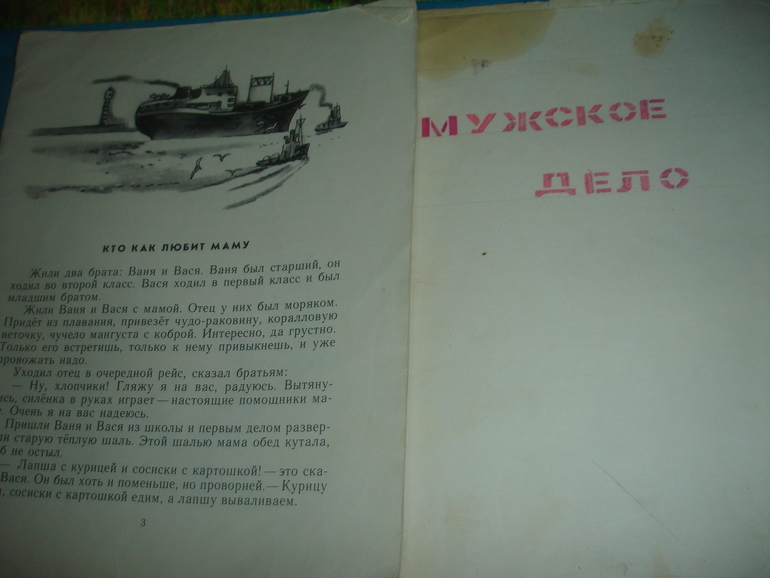 КТО КАК ЛЮБИТ МАМУ
Жили два брата: Ваня и Вася. Ваня был старший, он
ходил во второй класс. Вася ходил в первый класс и был
младшим братом.
Жили Ваня и Вася с мамой. Отец у них был моряком.
Придёт из плавания, привезёт чудо-раковину, коралловую
веточку, чучело мангуста с коброй. Интересно, да грустно.
Только его встретишь, только к нему привыкнешь, и уже
провожать надо.
Уходил отец в очередной рейс, сказал братьям:
— Ну, хлопчики! Гляжу я на вас, радуюсь. Вытяну-
ись, силёнка в руках играет — настоящие помощники ма-
. Очень я на вас надеюсь.
Пришли Ваня и Вася из школы и первым делом развер-
ли старую тёплую шаль. Этой шалью мама обед кутала,
б не остыл.
— Лапша с курицей и сосиски с картошкой! — это ска-
Вася. Он был хоть и поменьше, но проворней. — Курицу
, сосиски с картошкой едим, а лапшу вываливаем.
3
МУЖСКОЕ
ДЕЛО